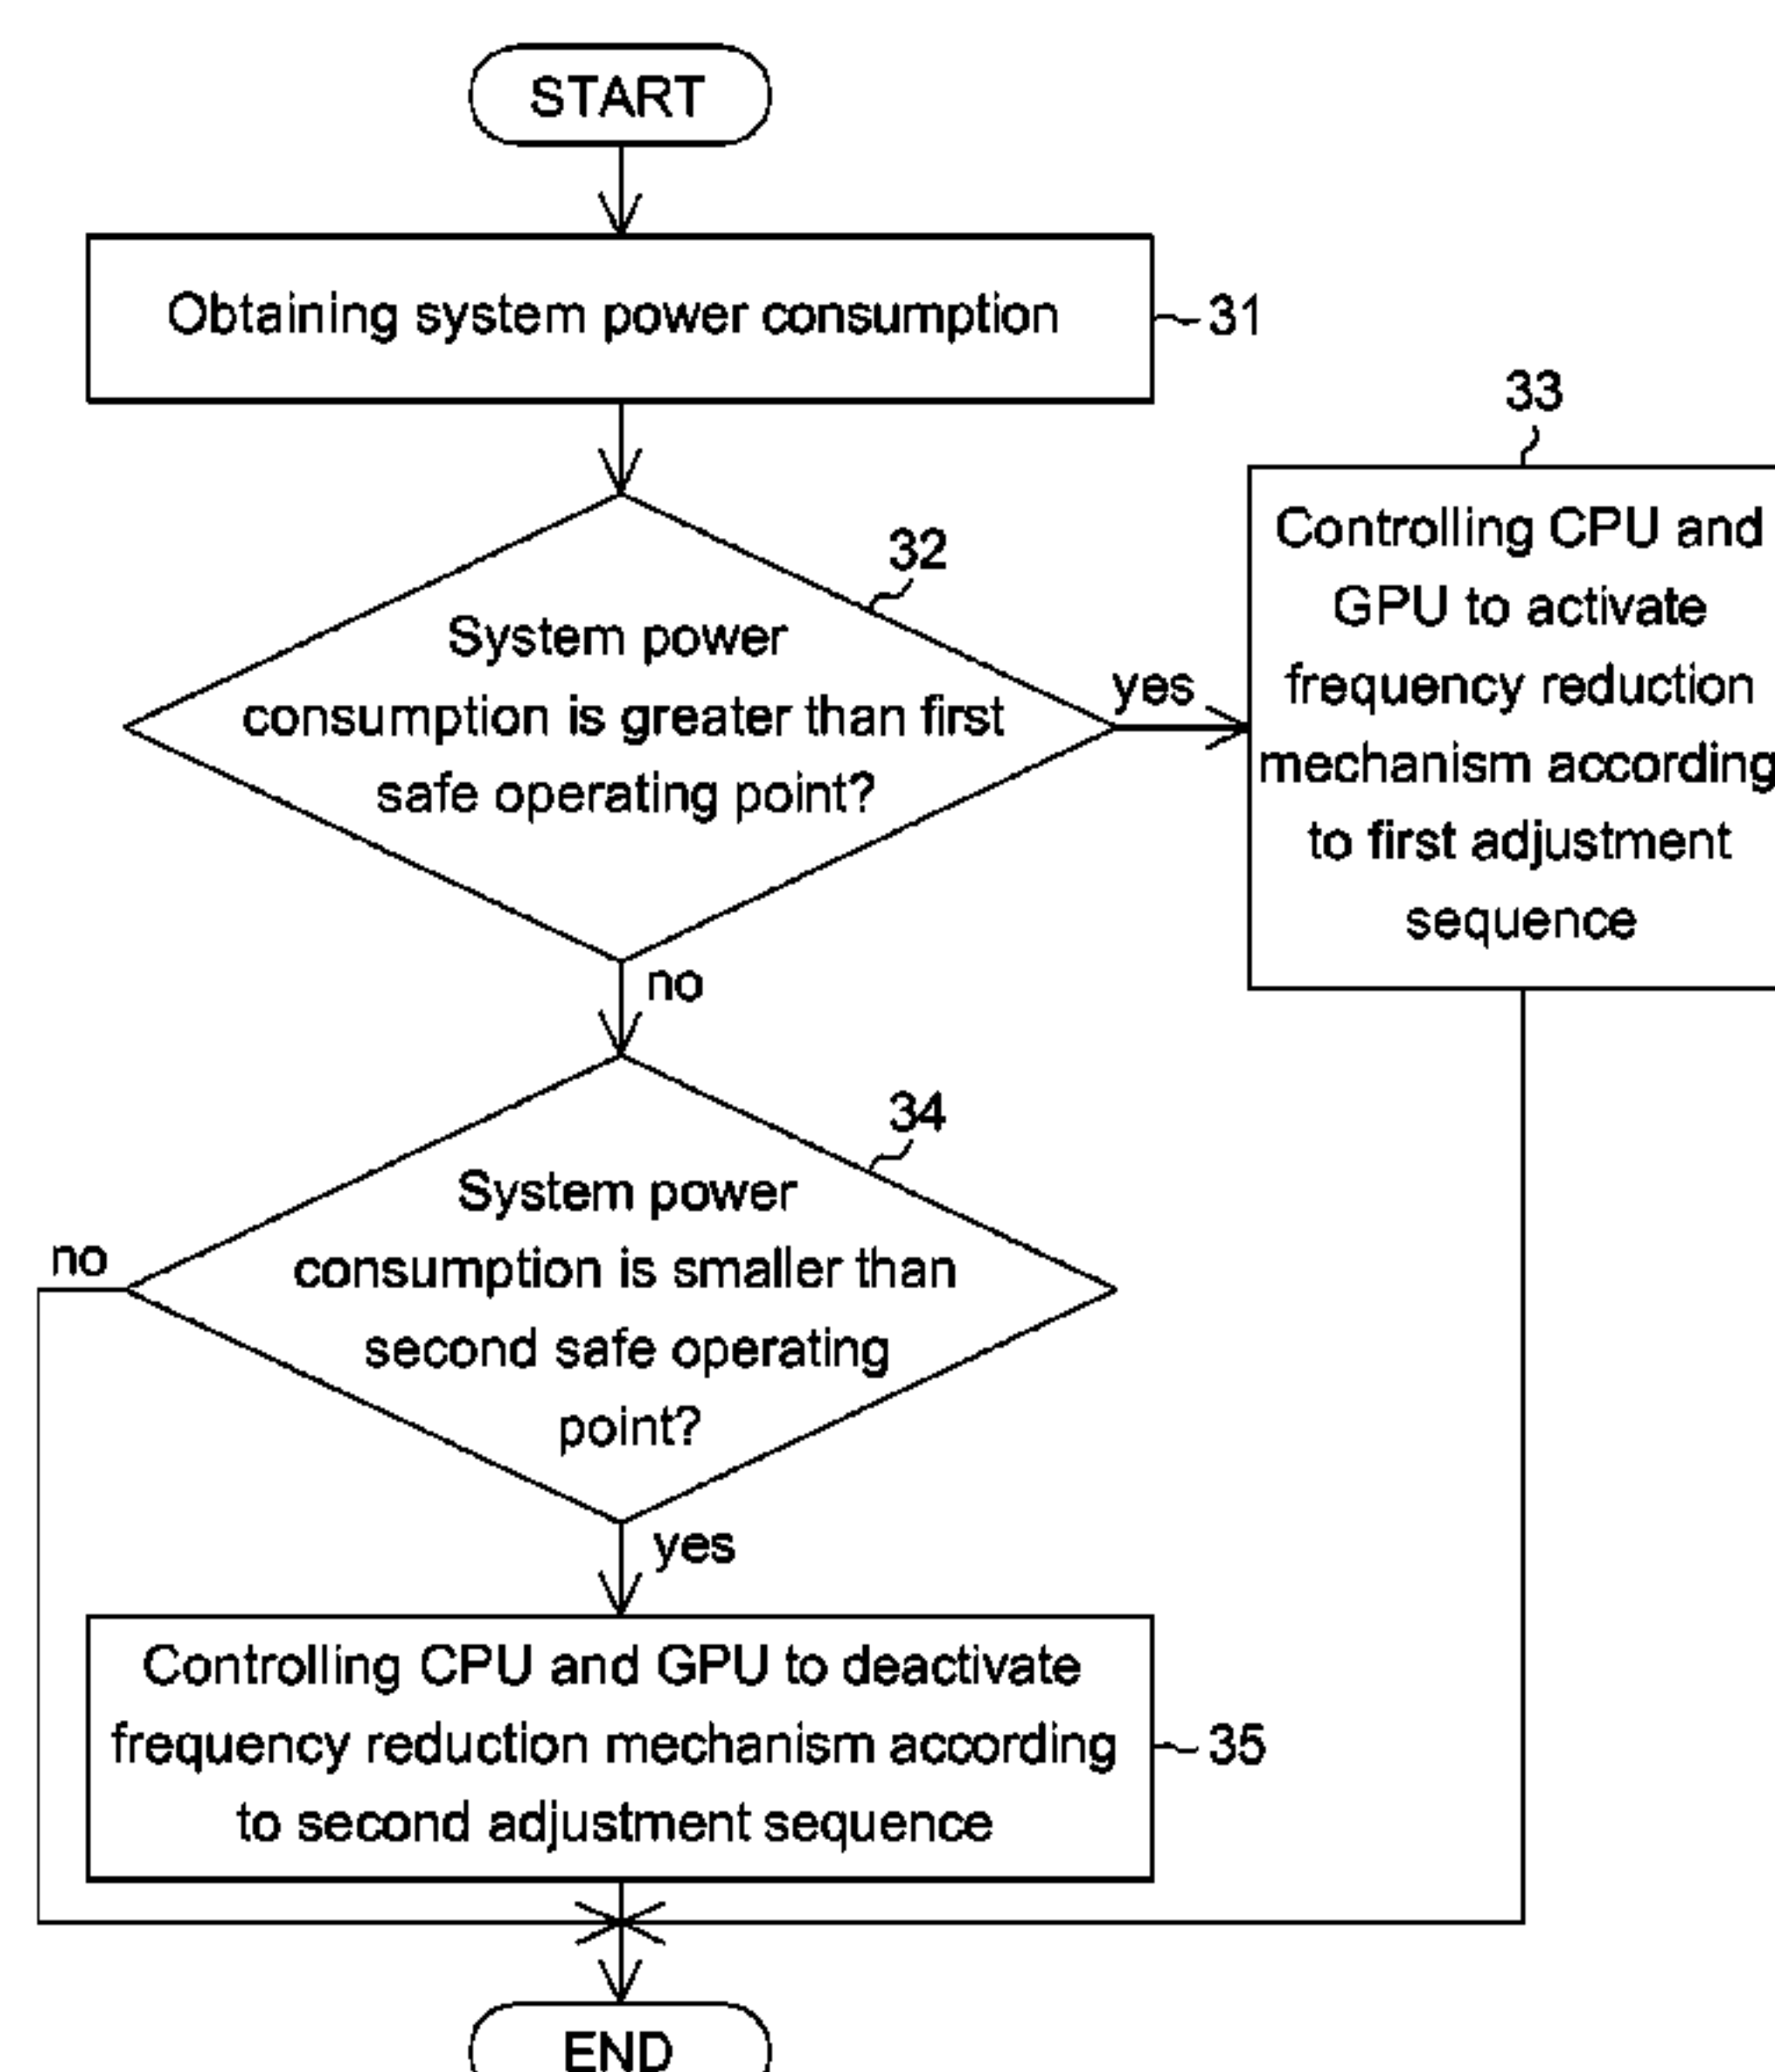 START
Obtaining system power consumption
31
32
System power
consumption is greater than first
safe operating point?
yes
33
Controlling CPU and
GPU to activate
frequency reduction
mechanism according
to first adjustment
sequence
no
34
System power
consumption is smaller than
second safe operating
point?
no
yes
Controlling CPU and GPU to deactivate
frequency reduction mechanism according
to second adjustment sequence
35
END